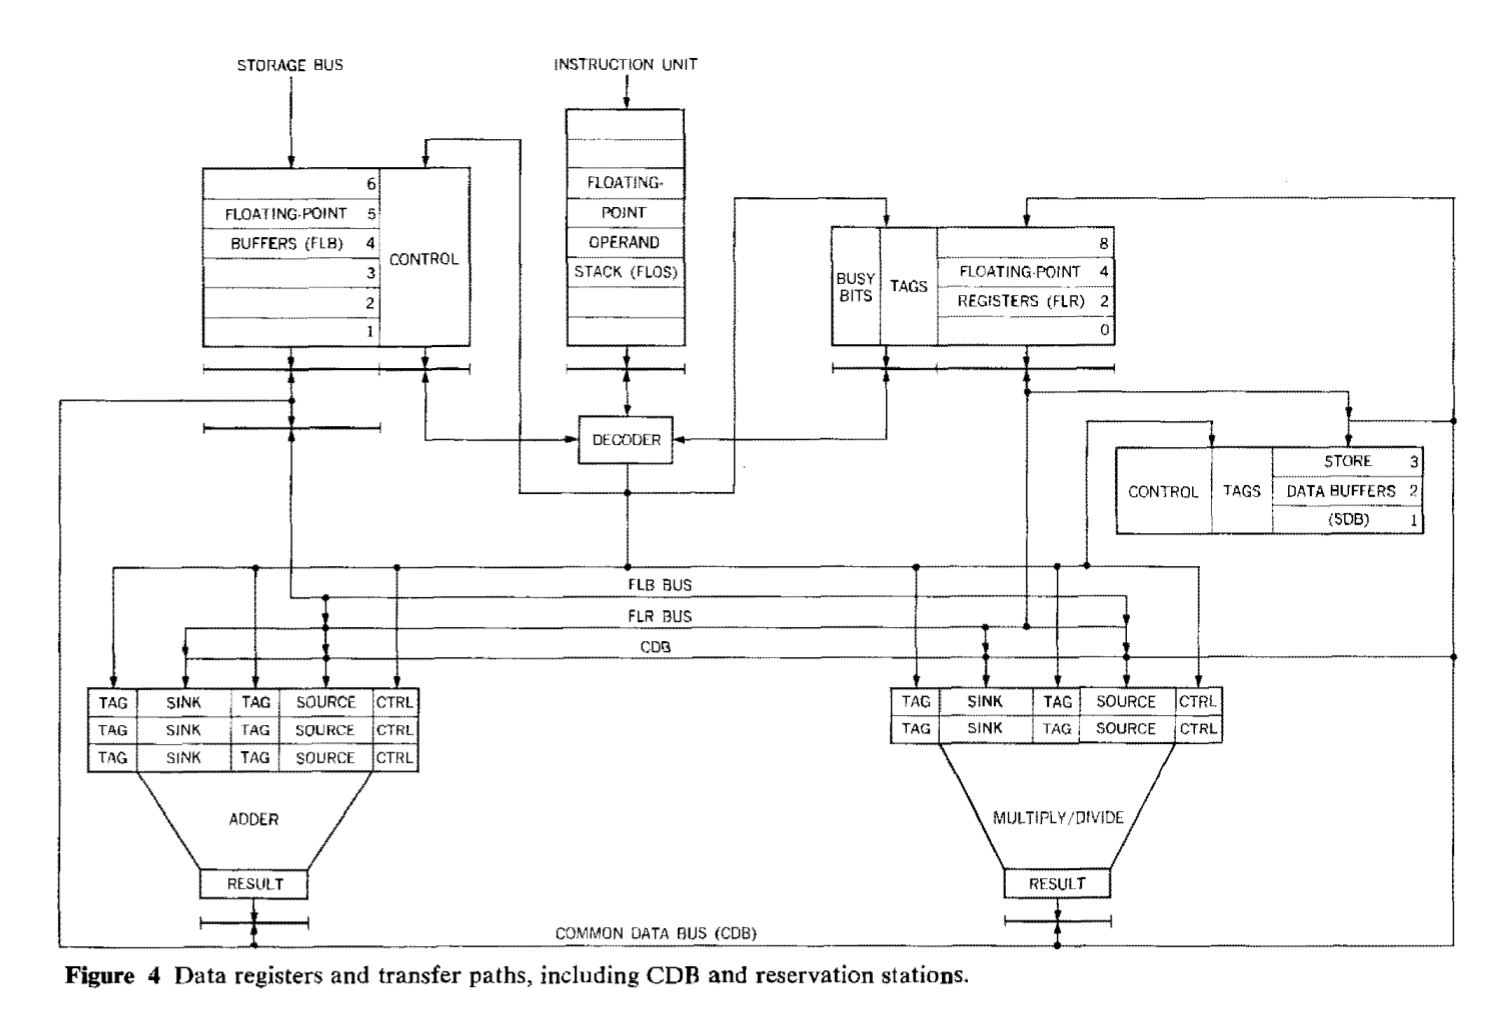 STORAGE BUS
INSTRUCTION UNIT
6
FLOATING-POINT 5
BUFFERS (FLB) 4
3
2
1
CONTROL
FLOATING-
POINT
OPERAND
STACK (FLOS)
BUSY
BITS
TAGS
8
FLOATING-POINT 4
REGISTERS (FLR) 2
0
DECODER
CONTROL
TAGS
STORE 3
DATA BUFFERS 2
(SDB) 1
FLB BUS
FLR BUS
CDB
TAG SINK TAG SOURCE CTRL
TAG SINK TAG SOURCE CTRL
TAG SINK TAG SOURCE CTRL
ADDER
RESULT
TAG SINK TAG SOURCE CTRL
TAG SINK TAG SOURCE CTRL
MULTIPLY/DIVIDE
RESULT
COMMON DATA BUS (CDB)
Figure 4 Data registers and transfer paths, including CDB and reservation stations.